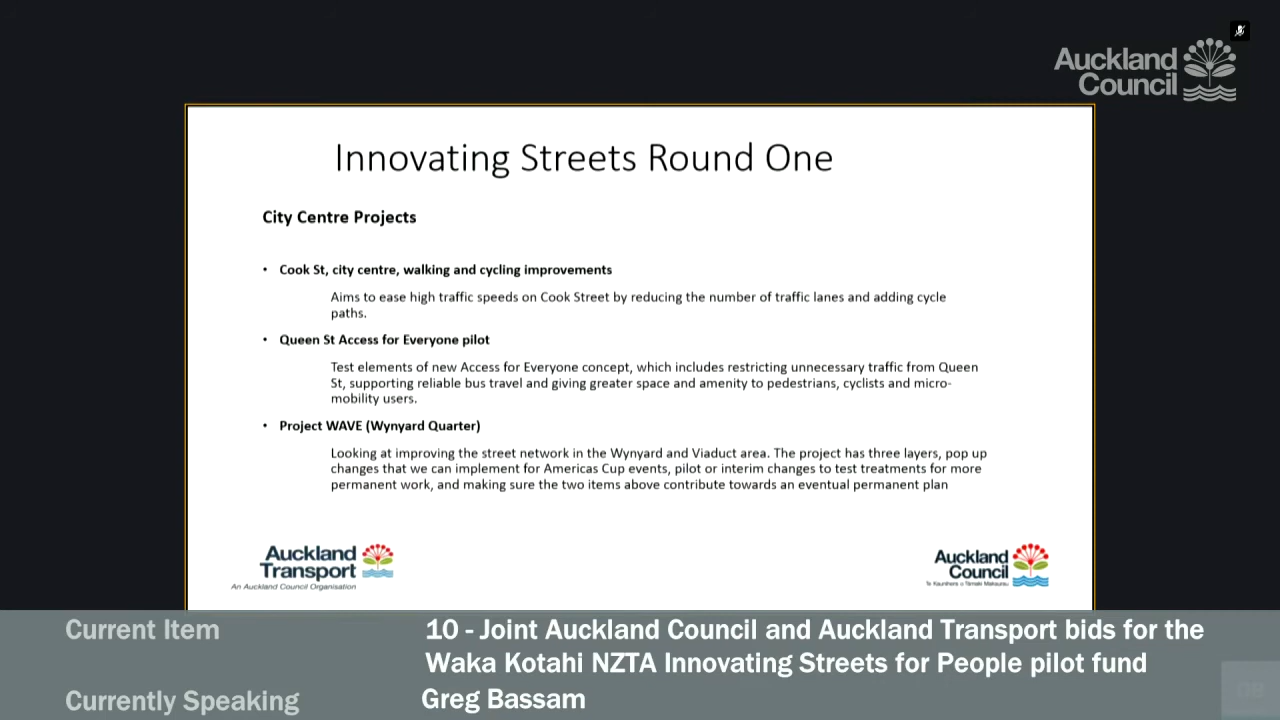 Auckland
Council
Innovating Streets Round One
City Centre Projects
• Cook St, city centre, walking and cycling improvements
Aims to ease high traffic speeds on Cook Street by reducing the number of traffic lanes and adding cycle
paths.
• Queen St Access for Everyone pilot
Test elements of new Access for Everyone concept, which includes restricting unnecessary traffic from Queen
St, supporting reliable bus travel and giving greater space and amenity to pedestrians, cyclists and micro-
mobility users.
• Project WAVE (Wynyard Quarter)
Looking at improving the street network in the Wynyard and Viaduct area. The project has three layers, pop up
changes that we can implement for Americas Cup events, pilot or interim changes to test treatments for more
permanent work, and making sure the two items above contribute towards an eventual permanent plan
Auckland
Transport
An Auckland Council Organisation
Auckland
Council
Te Kaunihera o Tāmaki Makaurau
Current Item
10 - Joint Auckland Council and Auckland Transport bids for the
Waka Kotahi NZTA Innovating Streets for People pilot fund
Currently Speaking
Greg Bassam